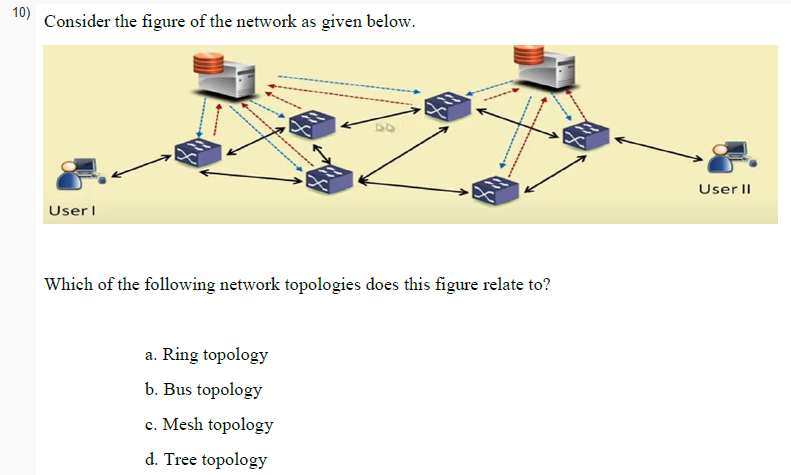 10) Consider the figure of the network as given below.
User I
User II
Which of the following network topologies does this figure relate to?
a. Ring topology
b. Bus topology
c. Mesh topology
d. Tree topology